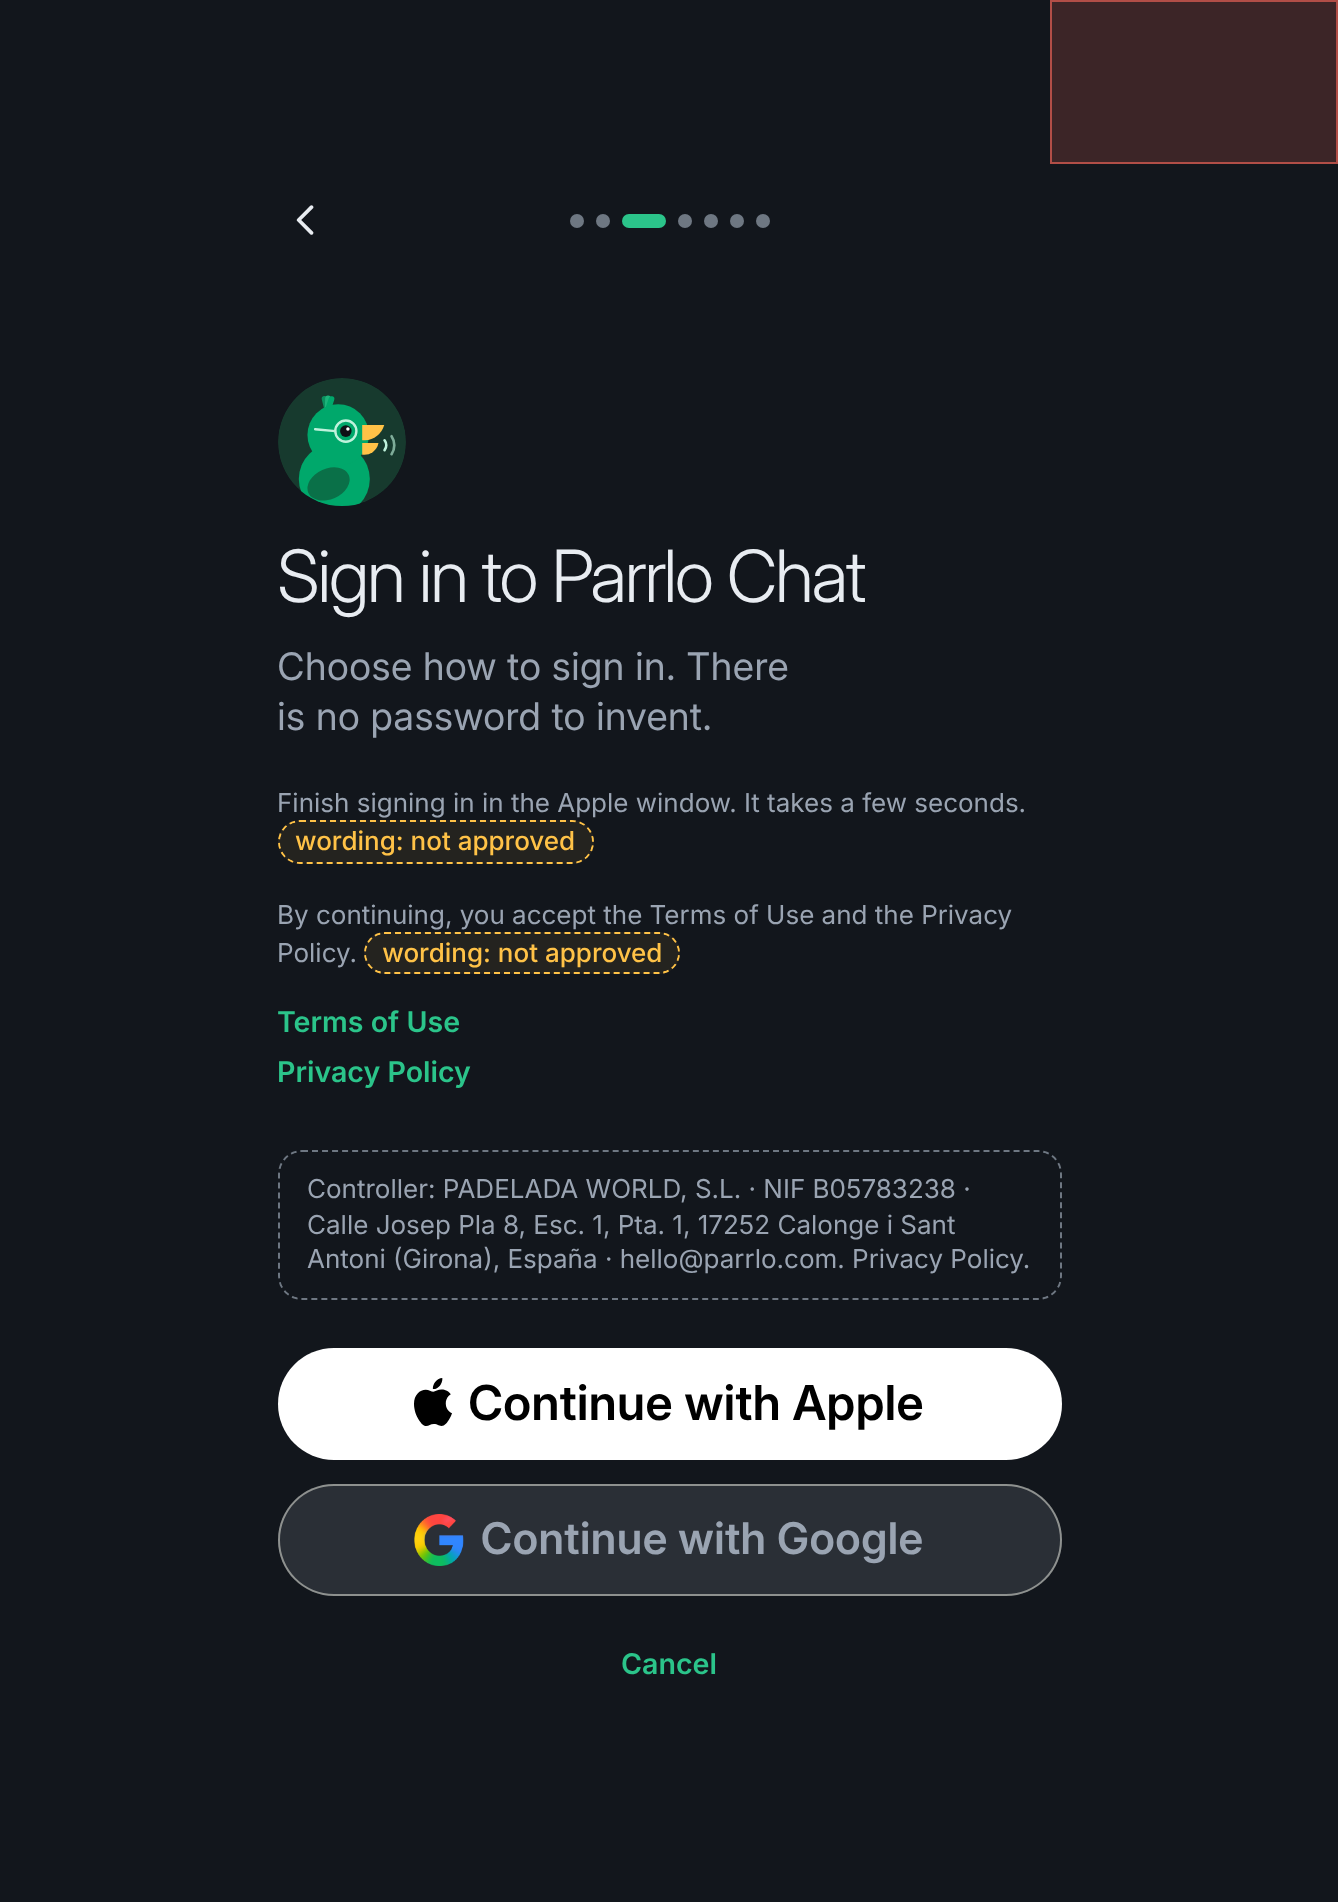 Sign in to Parrlo Chat
Choose how to sign in. There
is no password to invent.
Finish signing in in the Apple window. It takes a few seconds.
wording: not approved
By continuing, you accept the Terms of Use and the Privacy
Policy. wording: not approved
Terms of Use
Privacy Policy
Controller: PADELADA WORLD, S.L. · NIF B05783238 ·
Calle Josep Pla 8, Esc. 1, Pta. 1, 17252 Calonge i Sant
Antoni (Girona), España · hello@parrlo.com. Privacy Policy.
Continue with Apple
Continue with Google
Cancel